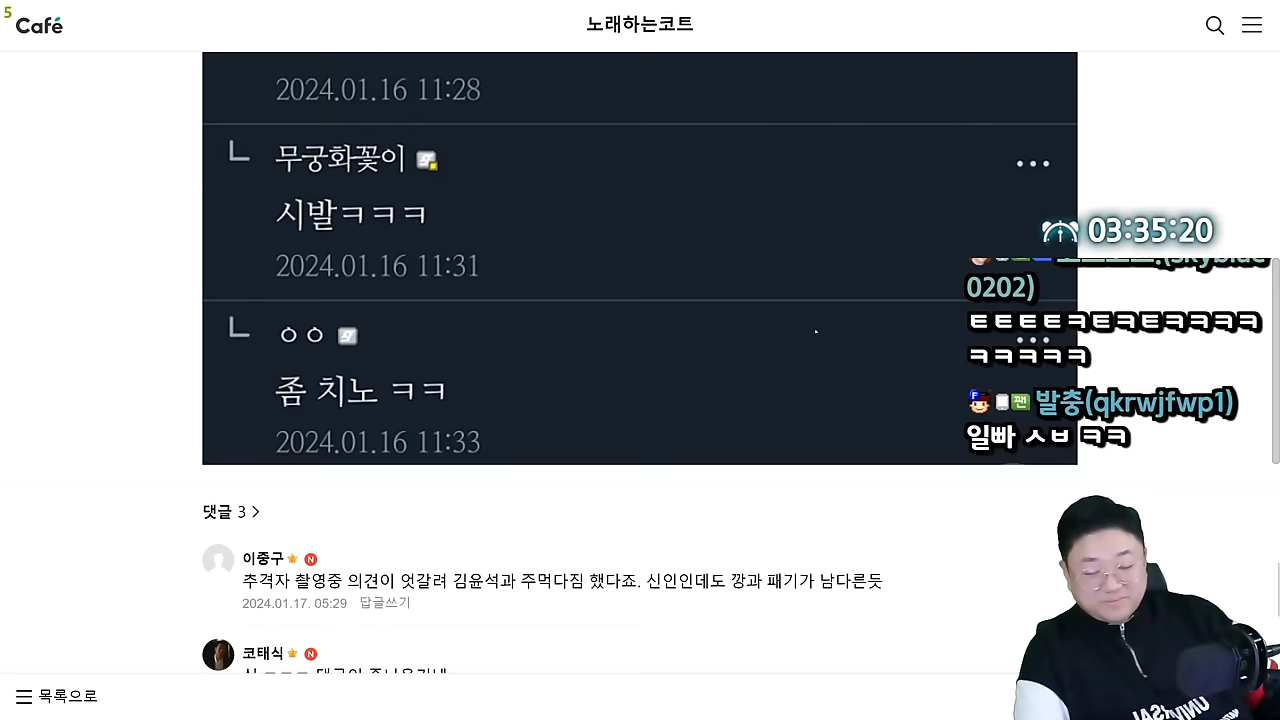 5
Café
노래하는코트
2024.01.16 11:28
무궁화꽃이
시발ㅋㅋㅋ
2024.01.16 11:31
ㅇㅇ
좀 치노 ㅋㅋ
2024.01.16 11:33
03:35:20
0202)
ㅌㅌㅌㅌㅋㅌㅋㅌㅋㅋㅋㅋ
ㅋㅋㅋㅋㅋ
F 팬 발충(qkrwjfwp1)
일빠 ㅅㅂ ㅋㅋ
댓글 3
이종구 N
추격자 촬영중 의견이 엇갈려 김윤석과 주먹다짐 했다죠. 신인인데도 깡과 패기가 남다른듯
2024.01.17. 05:29 답글쓰기
코태식 N
목록으로